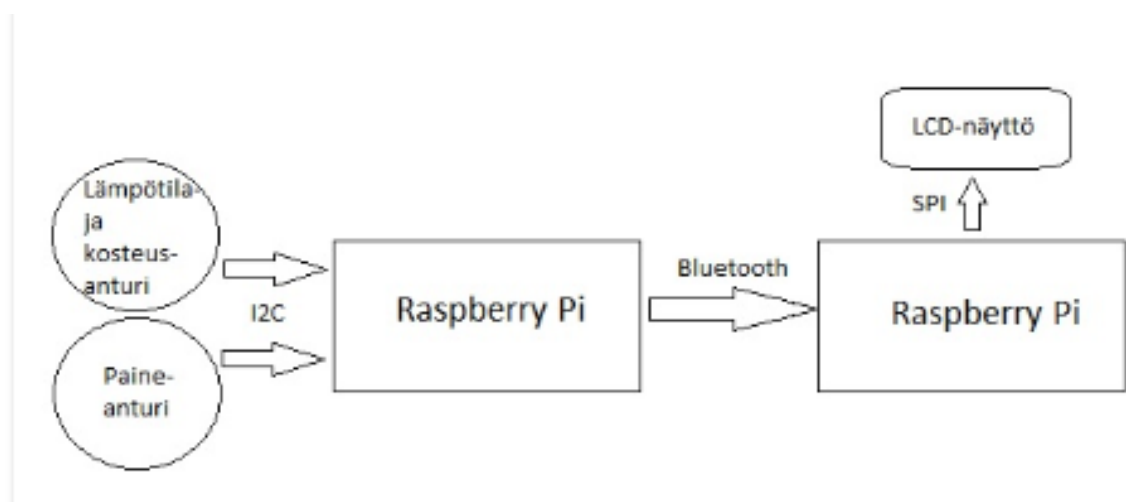 LCD-näyttö
SPI
Lämpötila-
ja
kosteus-
anturi
I2C
Paine-
anturi
Raspberry Pi
Bluetooth
Raspberry Pi